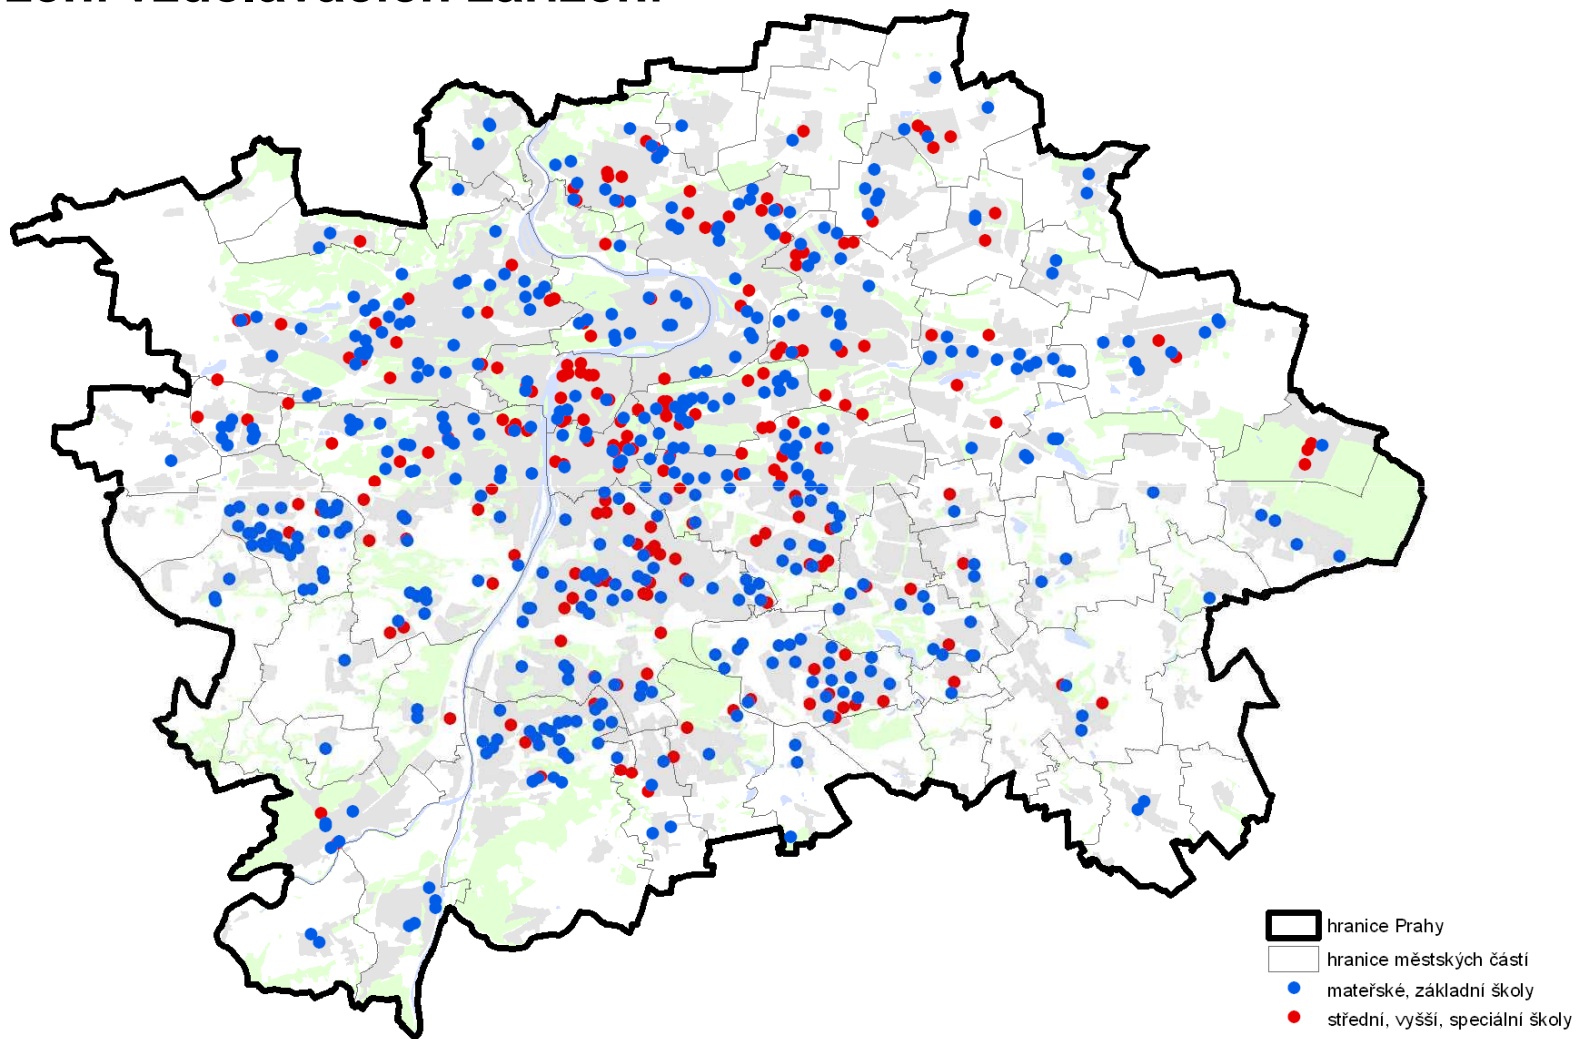 hranice Prahy
hranice městských částí
mateřské, základní školy
střední, vyšší, speciální školy